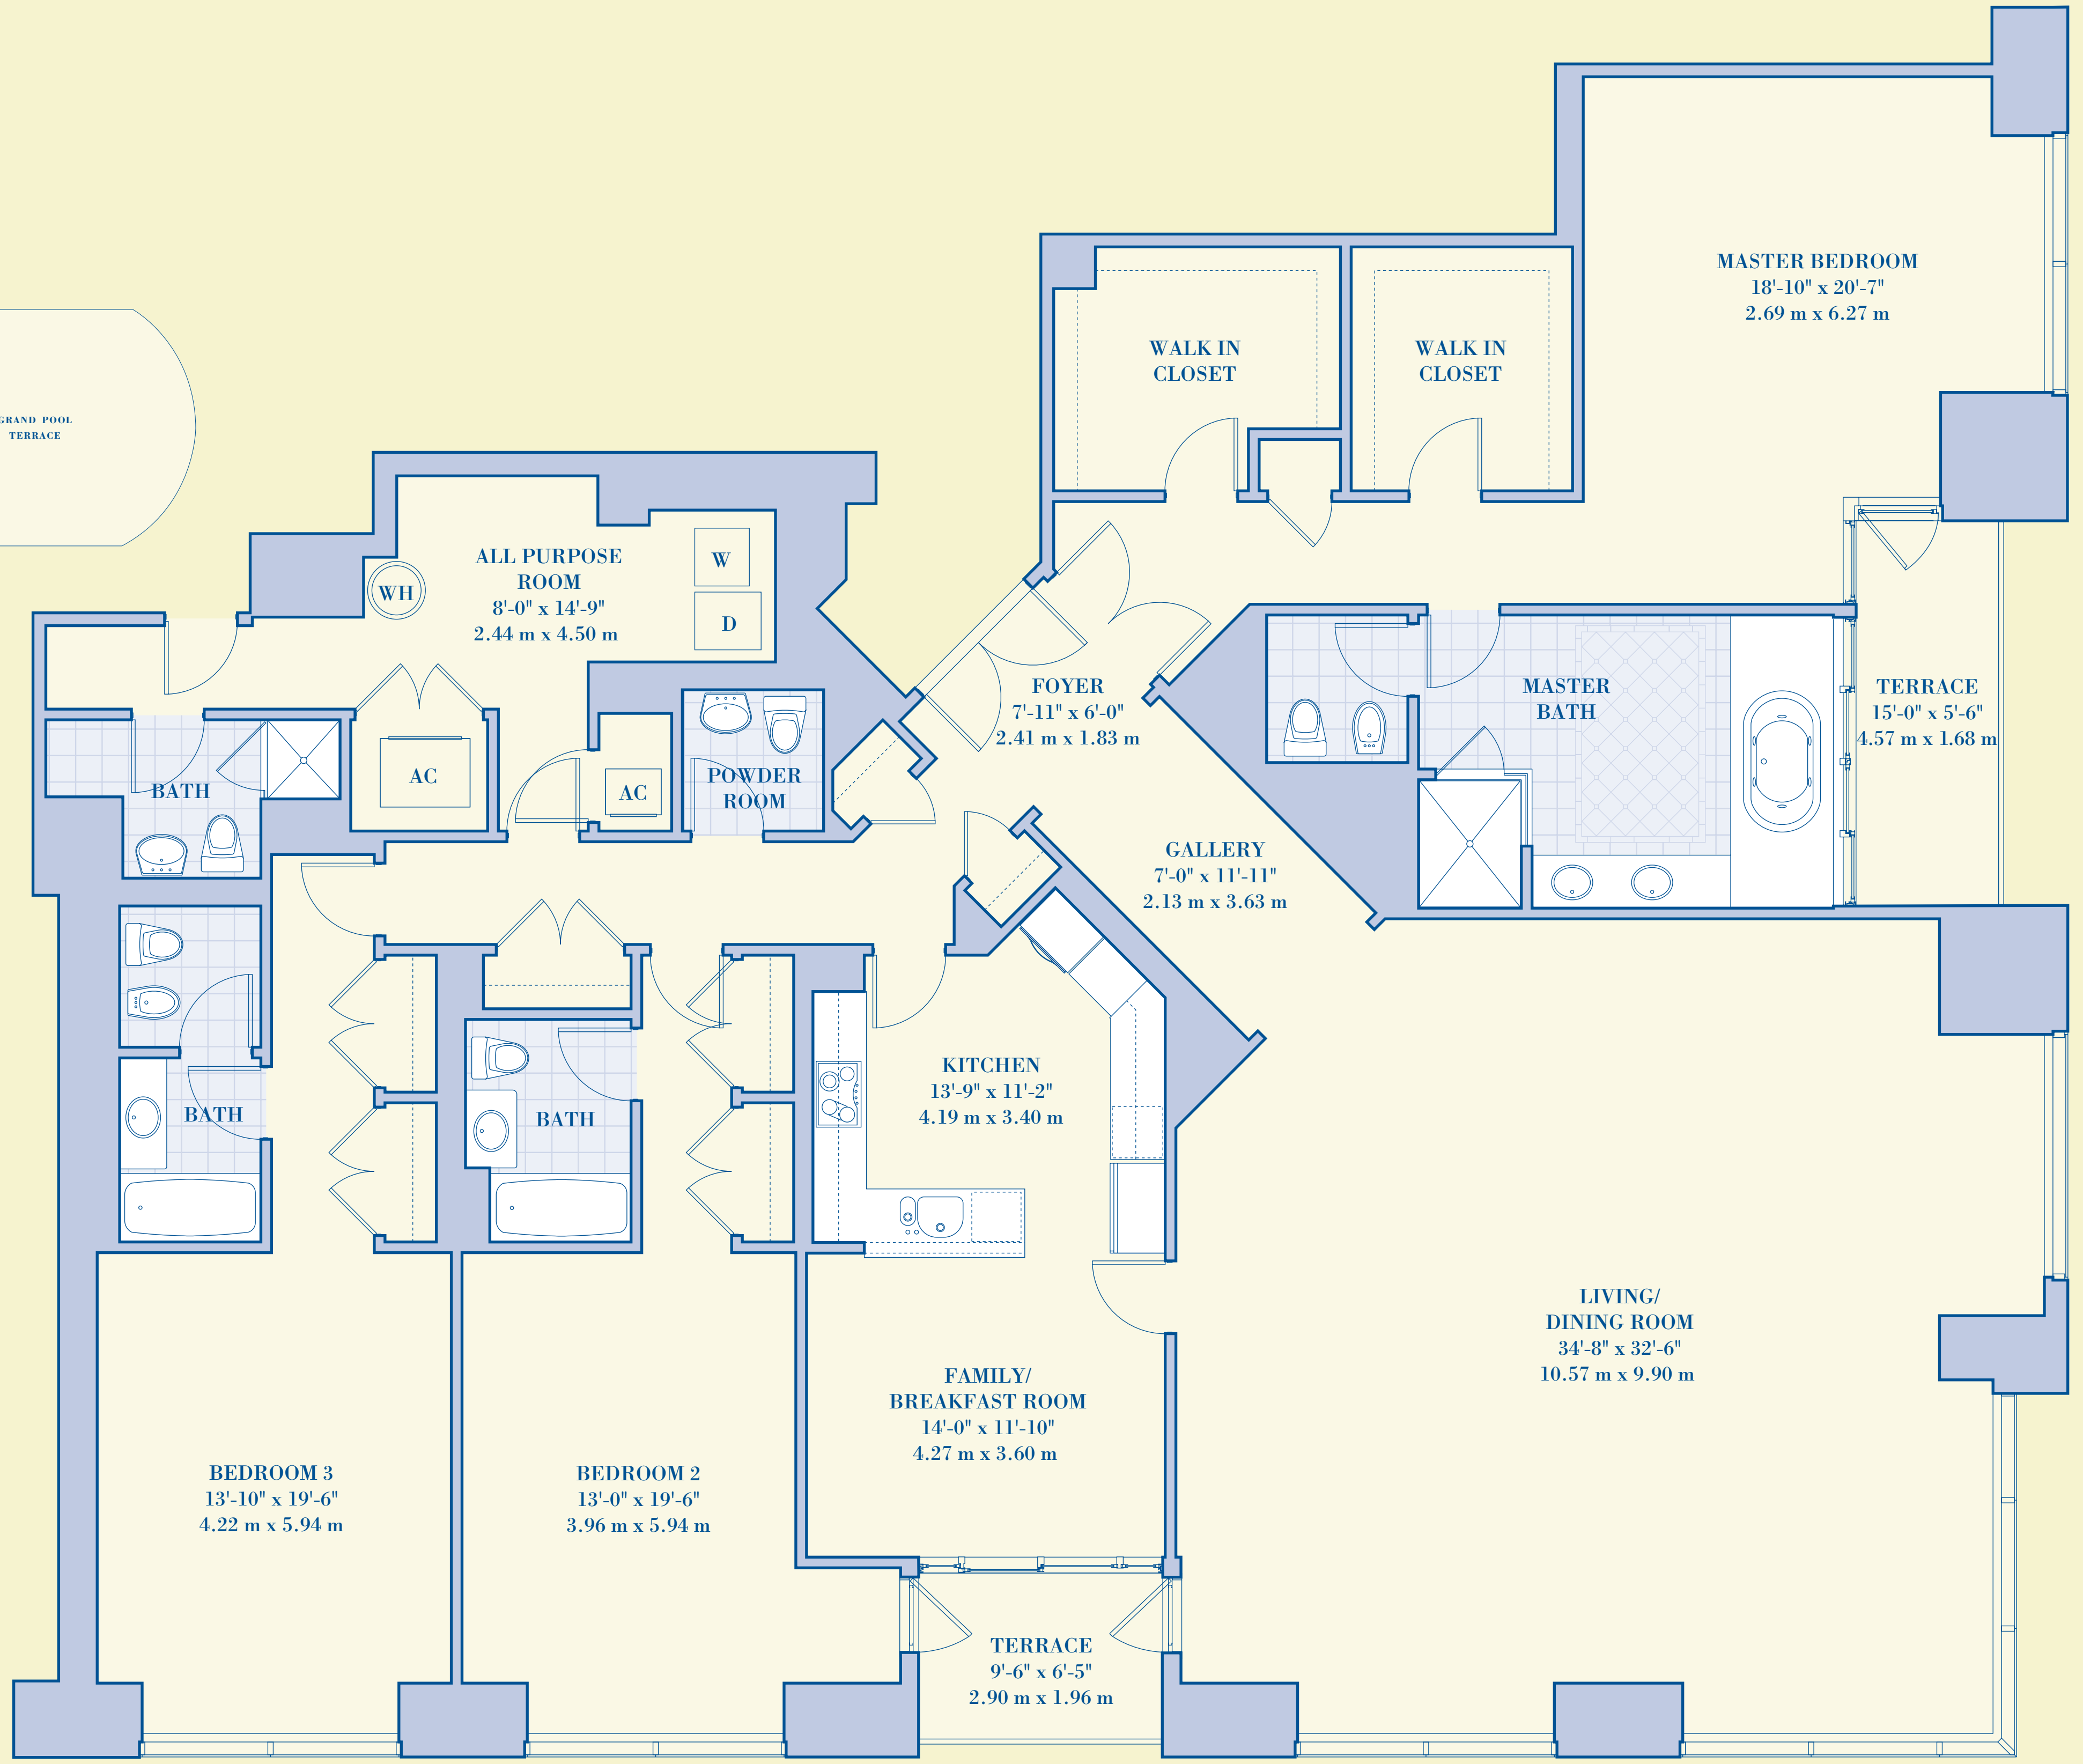 MASTER BEDROOM
18'-10" x 20'-7"
2.69 m x 6.27 m
WALK IN
CLOSET
WALK IN
CLOSET
GRAND POOL
TERRACE
ALL PURPOSE
ROOM
8'-0" x 14'-9"
2.44 m x 4.50 m
W
D
WH
FOYER
7'-11" x 6'-0"
2.41 m x 1.83 m
MASTER
BATH
TERRACE
15'-0" x 5'-6"
4.57 m x 1.68 m
BATH
AC
AC
POWDER
ROOM
GALLERY
7'-0" x 11'-11"
2.13 m x 3.63 m
KITCHEN
13'-9" x 11'-2"
4.19 m x 3.40 m
BATH
BATH
LIVING/
DINING ROOM
34'-8" x 32'-6"
10.57 m x 9.90 m
FAMILY/
BREAKFAST ROOM
14'-0" x 11'-10"
4.27 m x 3.60 m
BEDROOM 3
13'-10" x 19'-6"
4.22 m x 5.94 m
BEDROOM 2
13'-0" x 19'-6"
3.96 m x 5.94 m
TERRACE
9'-6" x 6'-5"
2.90 m x 1.96 m